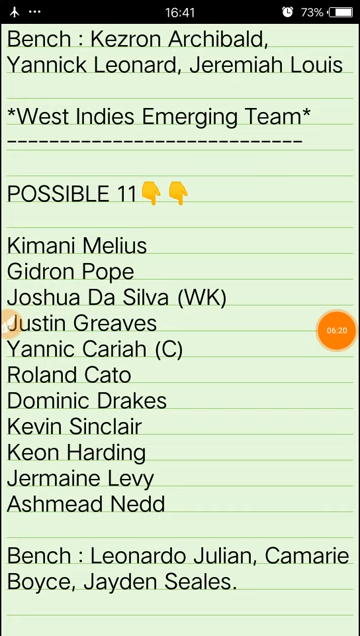 16:41
73%
Bench : Kezron Archibald,
Yannick Leonard, Jeremiah Louis
*West Indies Emerging Team*
----------------------------
POSSIBLE 11👇👇
Kimani Melius
Gidron Pope
Joshua Da Silva (WK)
Justin Greaves
06:20
Yannic Cariah (C)
Roland Cato
Dominic Drakes
Kevin Sinclair
Keon Harding
Jermaine Levy
Ashmead Nedd
Bench : Leonardo Julian, Camarie
Boyce, Jayden Seales.